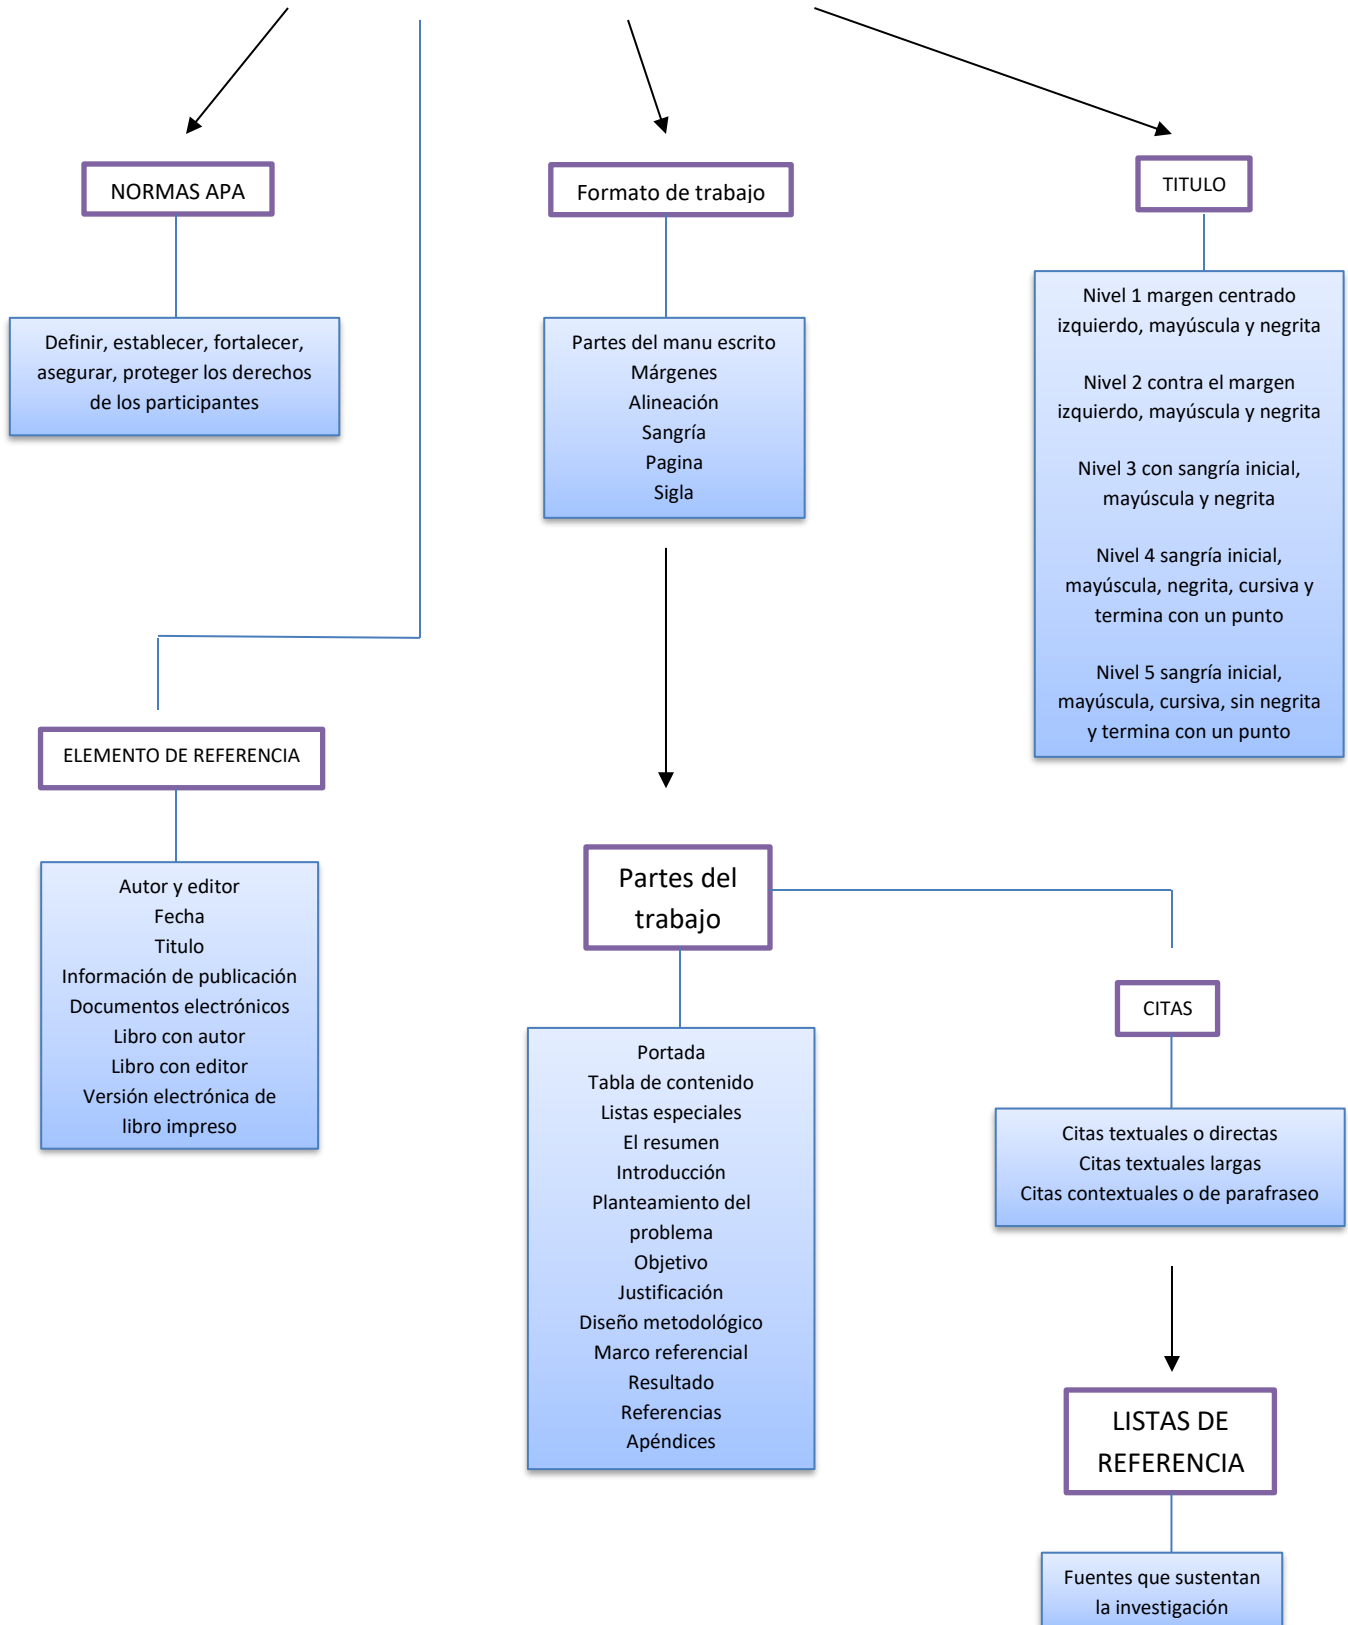 NORMAS APA
Definir, establecer, fortalecer,
asegurar, proteger los derechos
de los participantes
Formato de trabajo
Partes del manu escrito
Márgenes
Alineación
Sangría
Pagina
Sigla
TITULO
Nivel 1 margen centrado
izquierdo, mayúscula y negrita
Nivel 2 contra el margen
izquierdo, mayúscula y negrita
Nivel 3 con sangría inicial,
mayúscula y negrita
Nivel 4 sangría inicial,
mayúscula, negrita, cursiva y
termina con un punto
Nivel 5 sangría inicial,
mayúscula, cursiva, sin negrita
y termina con un punto
ELEMENTO DE REFERENCIA
Autor y editor
Fecha
Titulo
Información de publicación
Documentos electrónicos
Libro con autor
Libro con editor
Versión electrónica de
libro impreso
Partes del
trabajo
Portada
Tabla de contenido
Listas especiales
El resumen
Introducción
Planteamiento del
problema
Objetivo
Justificación
Diseño metodológico
Marco referencial
Resultado
Referencias
Apéndices
CITAS
Citas textuales o directas
Citas textuales largas
Citas contextuales o de parafraseo
LISTAS DE
REFERENCIA
Fuentes que sustentan
la investigación